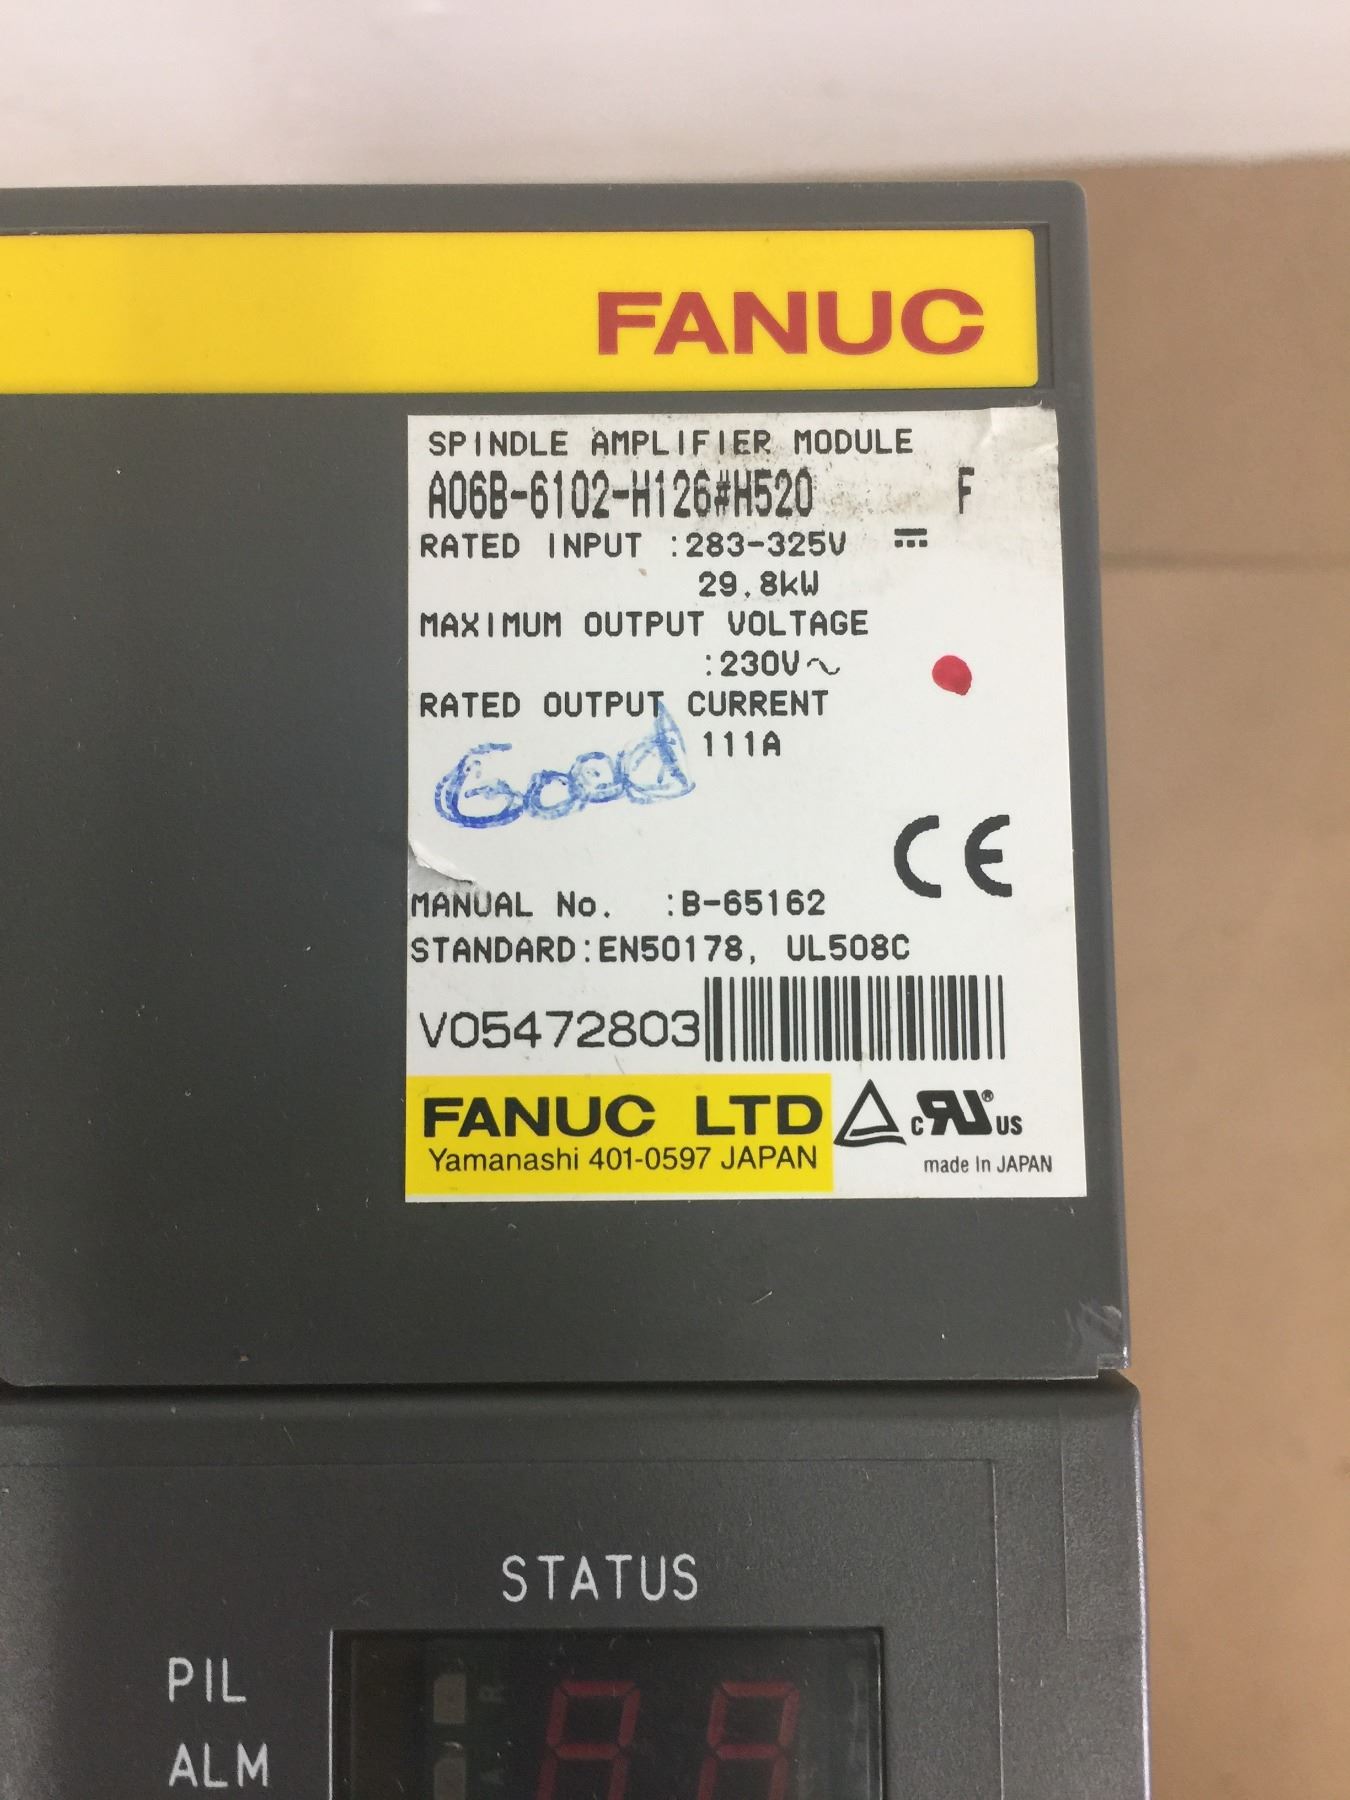 FANUC
SPINDLE AMPLIFIER MODULE
A06B-6102-H126#H520 F
RATED INPUT :283-325V
29.8kW
MAXIMUM OUTPUT VOLTAGE
:230V~
RATED OUTPUT CURRENT
111A
Good
CE
MANUAL No. :B-65162
STANDARD:EN50178, UL508C
V05472803
FANUC LTD
Yamanashi 401-0597 JAPAN
c RU ® US
made in JAPAN
STATUS
PIL
ALM